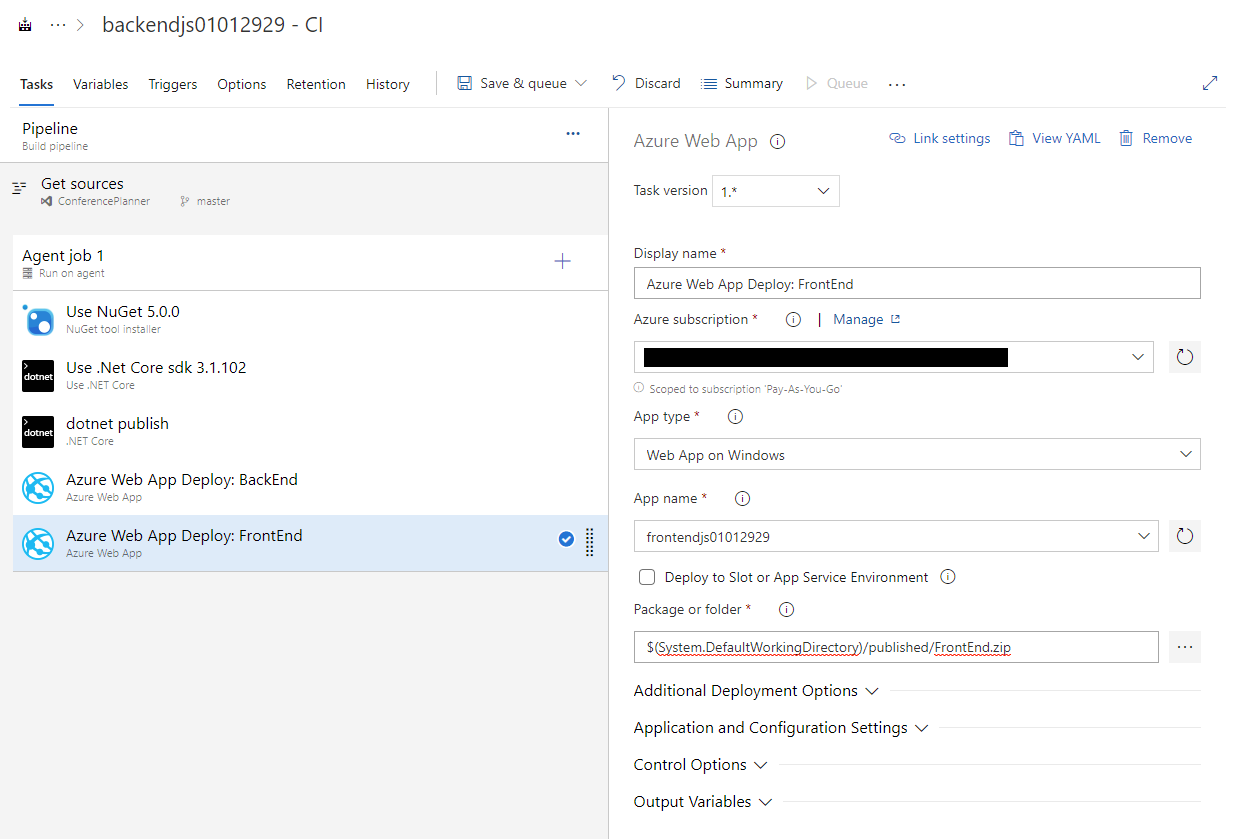 ··· > backendjs01012929 - CI
Tasks Variables Triggers Options Retention History Save & queue Discard Summary Queue ...
Pipeline ...
Build pipeline
Get sources
ConferencePlanner master
Agent job 1
Run on agent
Use NuGet 5.0.0
NuGet tool installer
Use .Net Core sdk 3.1.102
dotnet
Use .NET Core
dotnet publish
dotnet
.NET Core
Azure Web App Deploy: BackEnd
Azure Web App
Azure Web App Deploy: FrontEnd
Azure Web App
Azure Web App Link settings View YAML Remove
Task version 1.*
Display name *
Azure Web App Deploy: FrontEnd
Azure subscription * | Manage
Scoped to subscription 'Pay-As-You-Go'
App type *
Web App on Windows
App name *
frontendjs01012929
Deploy to Slot or App Service Environment
Package or folder *
$(System.DefaultWorkingDirectory)/published/FrontEnd.zip ...
Additional Deployment Options
Application and Configuration Settings
Control Options
Output Variables